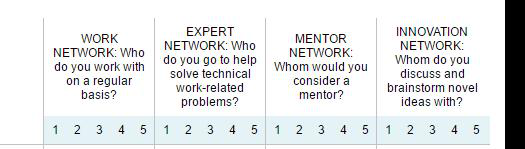 WORK
NETWORK: Who
do you work with
on a regular
basis?
EXPERT
NETWORK: Who
do you go to help
solve technical
work-related
problems?
MENTOR
NETWORK:
Whom would you
consider a
mentor?
INNOVATION
NETWORK:
Whom do you
discuss and
brainstorm novel
ideas with?
1 2 3 4 5 1 2 3 4 5 1 2 3 4 5 1 2 3 4 5